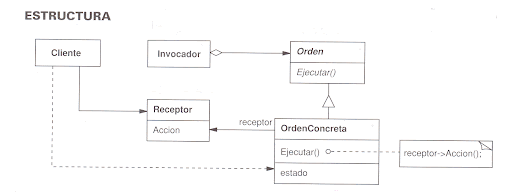 ESTRUCTURA
Cliente
Invocador
Orden
Ejecutar()
Receptor
Accion
receptor
OrdenConcreta
Ejecutar()
estado
receptor->Accion();